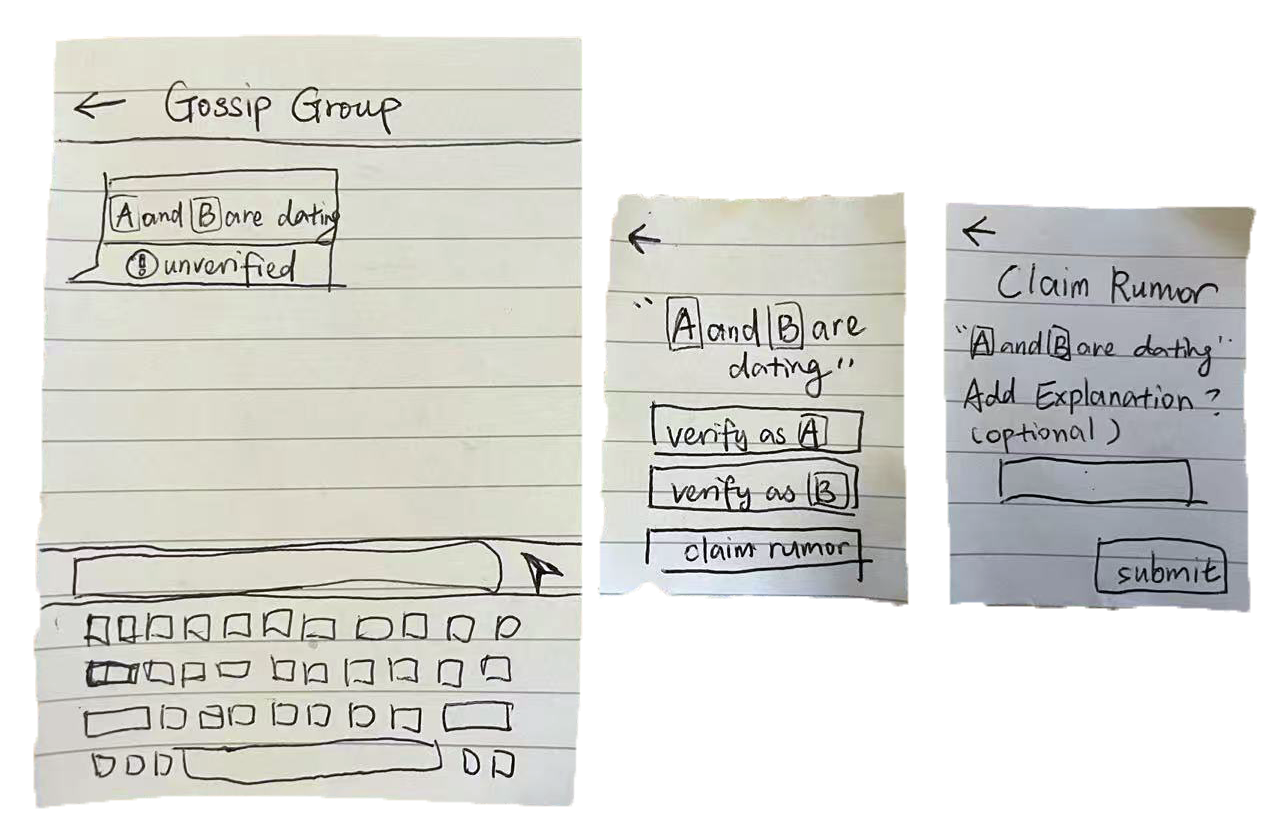 ← Gossip Group
A and B are dating
! unverified
←
"A and B are
dating"
verify as A
verify as B
claim rumor
←
Claim Rumor
"A and B are dating"
Add Explanation?
(optional)
submit